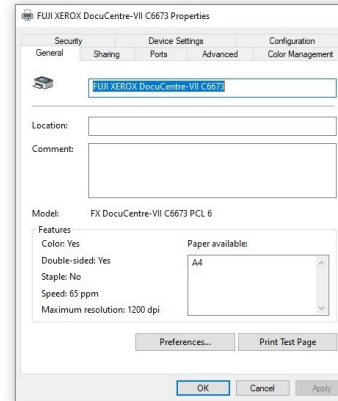 FUJI XEROX DocuCentre-VII C6673 Properties
Security Device Settings Configuration
General Sharing Ports Advanced Color Management
FUJI XEROX DocuCentre-VII C6673
Location:
Comment:
Model: FX DocuCentre-VII C6673 PCL 6
Features
Color: Yes Paper available:
Double-sided: Yes A4
Staple: No
Speed: 65 ppm
Maximum resolution: 1200 dpi
Preferences... Print Test Page
OK Cancel Apply